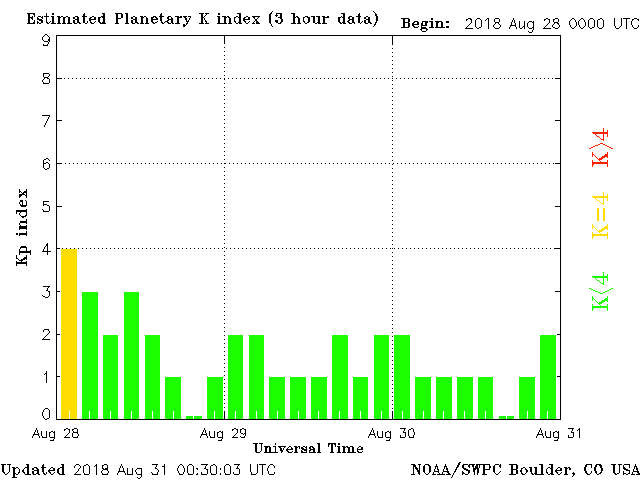 Estimated Planetary K index (3 hour data) Begin: 2018 Aug 28 0000 UTC
9
8
7
6
5
4
3
2
1
0
Kp index
K>4
K=4
K<4
Aug 28 Aug 29 Aug 30 Aug 31
Universal Time
Updated 2018 Aug 31 00:30:03 UTC NOAA/SWPC Boulder, CO USA